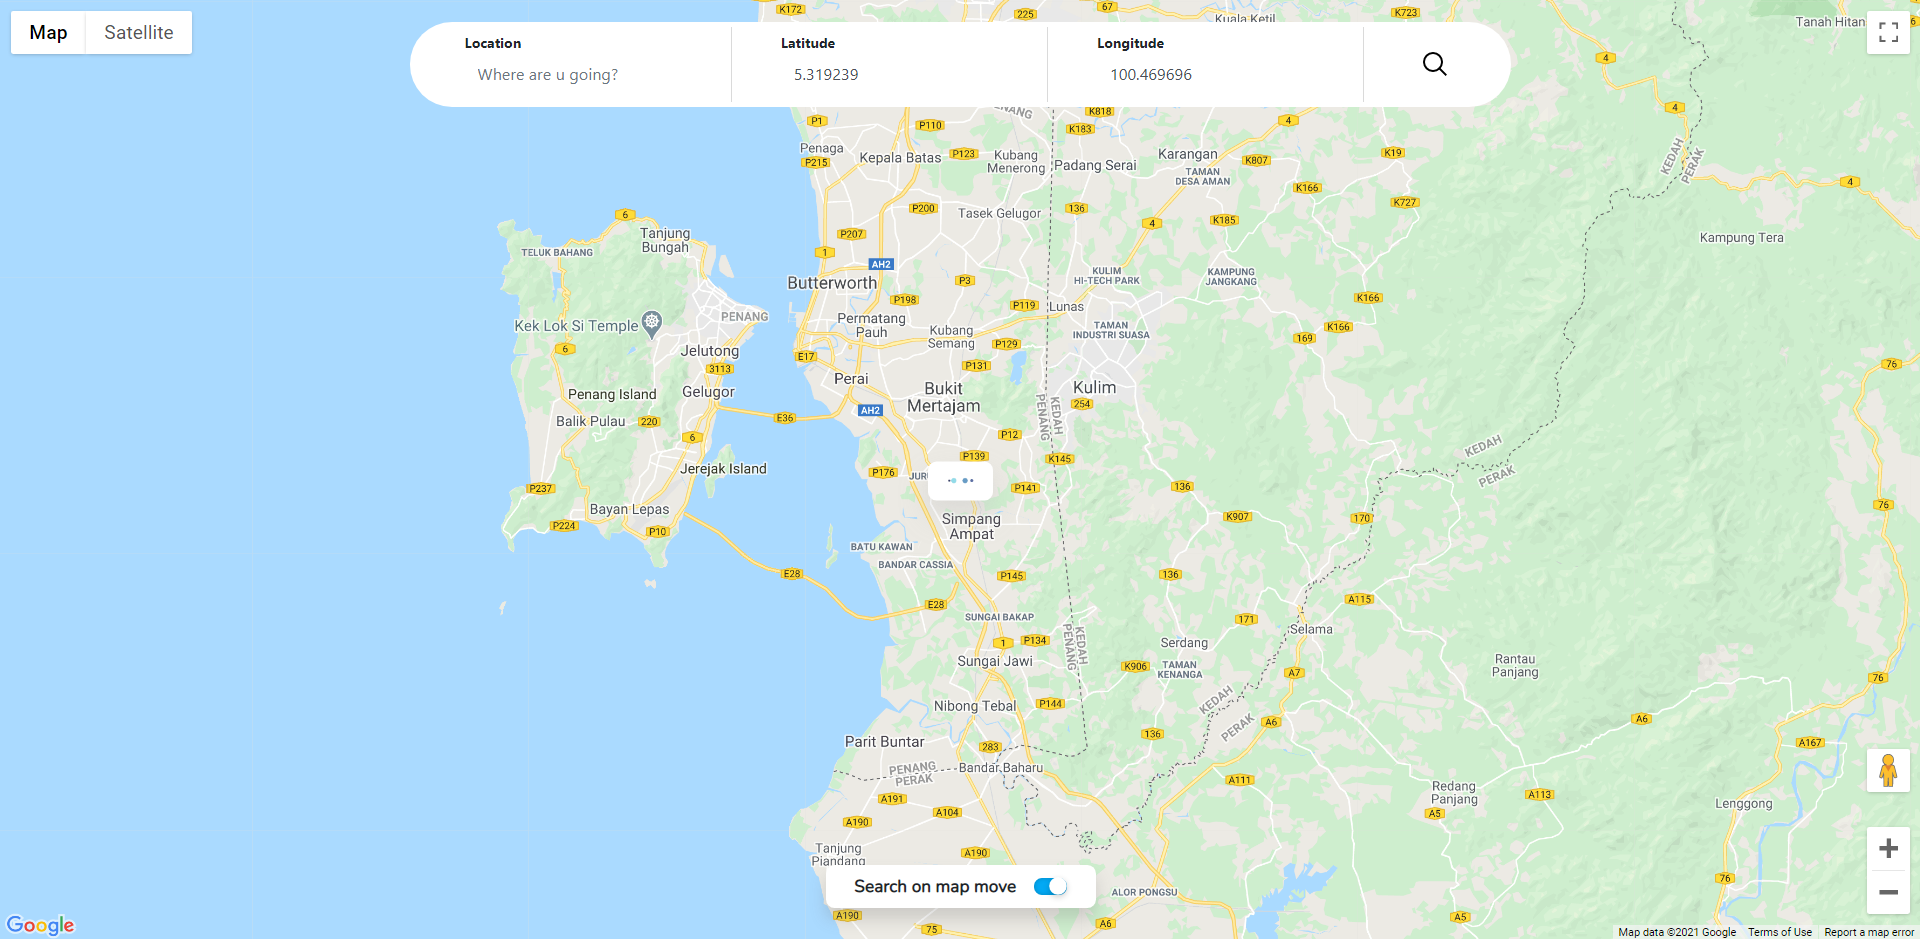 Map
Satellite
Location
Where are u going?
Latitude
5.319239
Longitude
100.469696
K172
67
225
Kuala Ketil
K723
Tanah Hitan
6
4
PENANG
K818
4
P1
P110
K183
4
Penaga
P215
Kepala Batas
P123
Kubang
Menerong
Padang Serai
Karangan
K807
K19
TAMAN
DESA AMAN
KEDAH
PERAK
4
K166
K727
P200
Tasek Gelugor
136
4
K185
6
Tanjung
Bungah
P207
Kampung Tera
TELUK BAHANG
1
AH2
KULIM
HI-TECH PARK
KAMPUNG
JANGKANG
Butterworth
P3
P198
P119
Lunas
K166
PENANG
Kek Lok Si Temple
Permatang
Pauh
Kubang
Semang
TAMAN
INDUSTRI SUASA
K166
169
P129
6
Jelutong
E17
P131
76
3113
Perai
Penang Island
Gelugor
Bukit
Mertajam
Kulim
254
AH2
KEDAH
PENANG
Balik Pulau
220
E36
6
P12
KEDAH
PERAK
P139
K145
Jerejak Island
P176
JURU
P237
P141
136
76
Bayan Lepas
Simpang
Ampat
K907
170
P224
P10
BATU KAWAN
BANDAR CASSIA
E28
P145
136
A115
E28
SUNGAI BAKAP
171
Selama
1
P134
Serdang
KEDAH
PENANG
Sungai Jawi
K906
TAMAN
KENANGA
A7
Rantau
Panjang
76
Nibong Tebal
P144
KEDAH
PERAK
A6
A6
Parit Buntar
283
136
A167
PENANG
PERAK
Bandar Baharu
A111
Redang
Panjang
A113
A191
A104
A5
Lenggong
A190
Tanjung
Piandang
A190
Search on map move
ALOR PONGSU
76
A190
75
A6
A5
Google
Map data ©2021 Google
Terms of Use
Report a map error